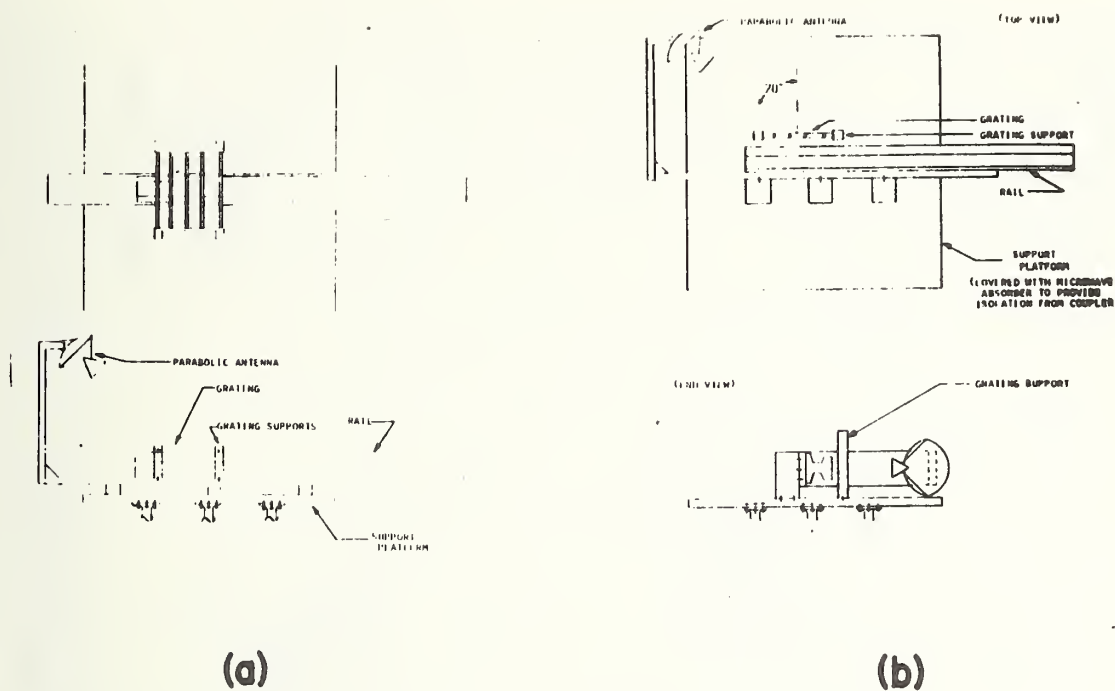 PARABOLIC ANTENNA
GRATING
GRATING SUPPORTS
RAIL
SUPPORT
PLATFORM
(a)
PARABOLIC ANTENNA
(TOP VIEW)
20°
GRATING
GRATING SUPPORT
RAIL
SUPPORT
PLATFORM
(COVERED WITH MICROWAVE
ABSORBER TO PROVIDE
ISOLATION FROM COUPLER
(END VIEW)
GRATING SUPPORT
(b)